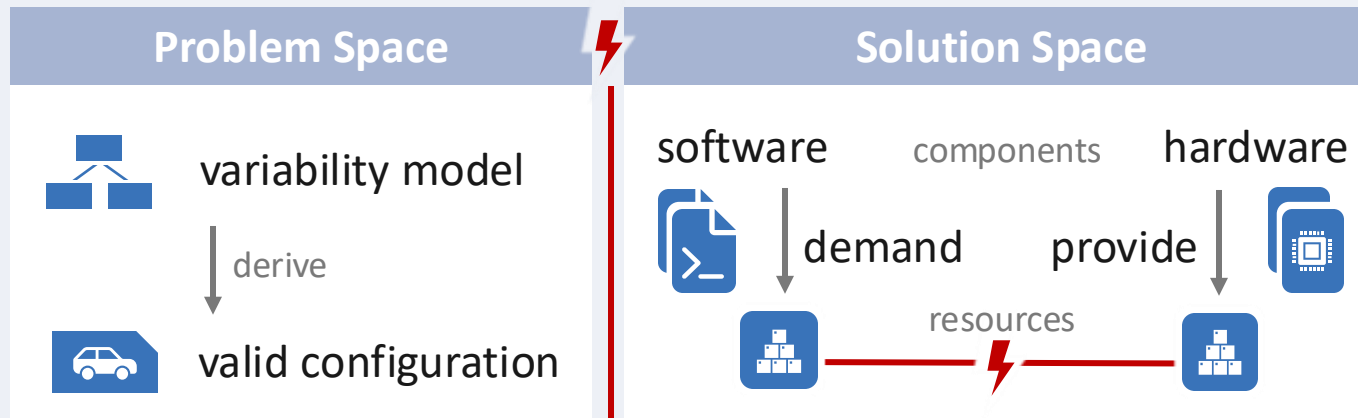 Problem Space
variability model
derive
valid configuration
Solution Space
software components hardware
demand provide
resources